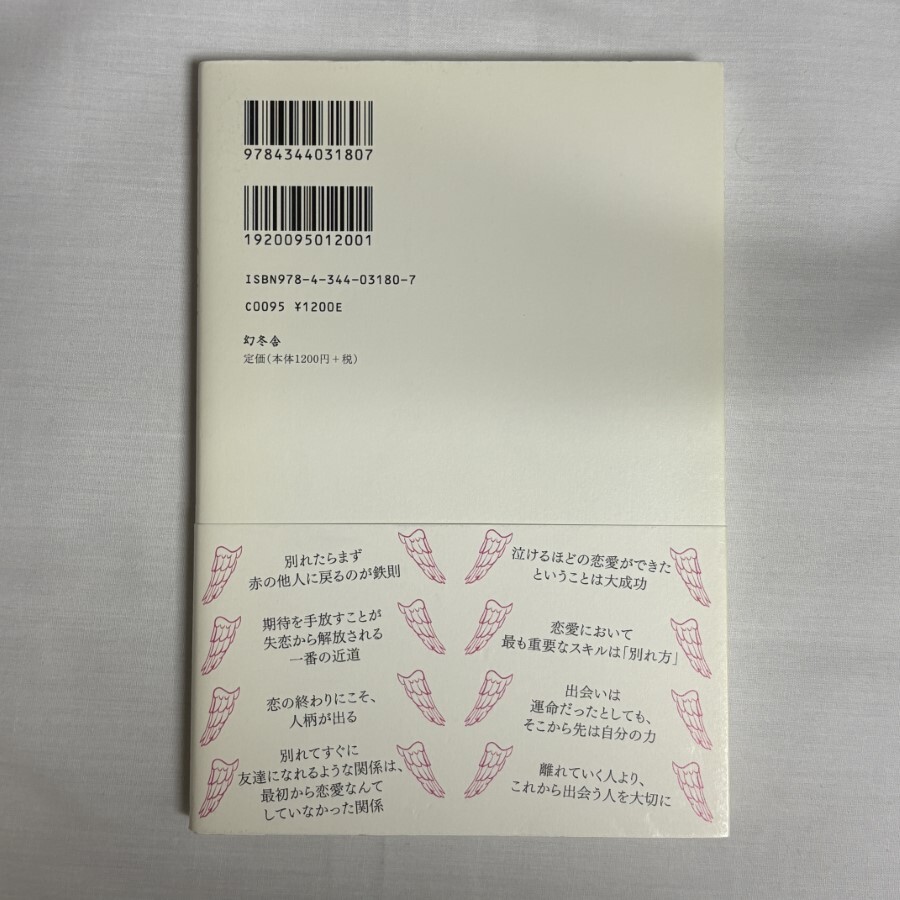 9784344031807
1920095012001
ISBN978-4-344-03180-7
C0095 ¥1200E
幻冬舎
定価(本体1200円+税)
別れたらまず
赤の他人に戻るのが鉄則
期待を手放すことが
失恋から解放される
一番の近道
恋の終わりにこそ、
人柄が出る
別れてすぐに
友達になれるような関係は、
最初から恋愛なんて
していなかった関係
泣けるほどの恋愛ができた
ということは大成功
恋愛において
最も重要なスキルは「別れ方」
出会いは
運命だったとしても、
そこから先は自分の力
離れていく人より、
これから出会う人を大切に